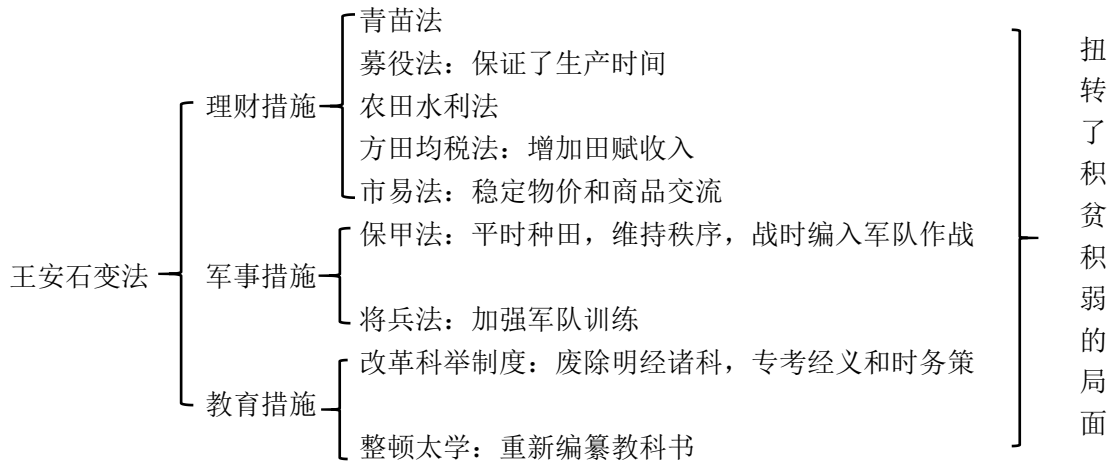 王安石变法
理财措施
青苗法
募役法：保证了生产时间
农田水利法
方田均税法：增加田赋收入
市易法：稳定物价和商品交流
军事措施
保甲法：平时种田，维持秩序，战时编入军队作战
将兵法：加强军队训练
教育措施
改革科举制度：废除明经诸科，专考经义和时务策
整顿太学：重新编纂教科书
扭转了积贫积弱的局面